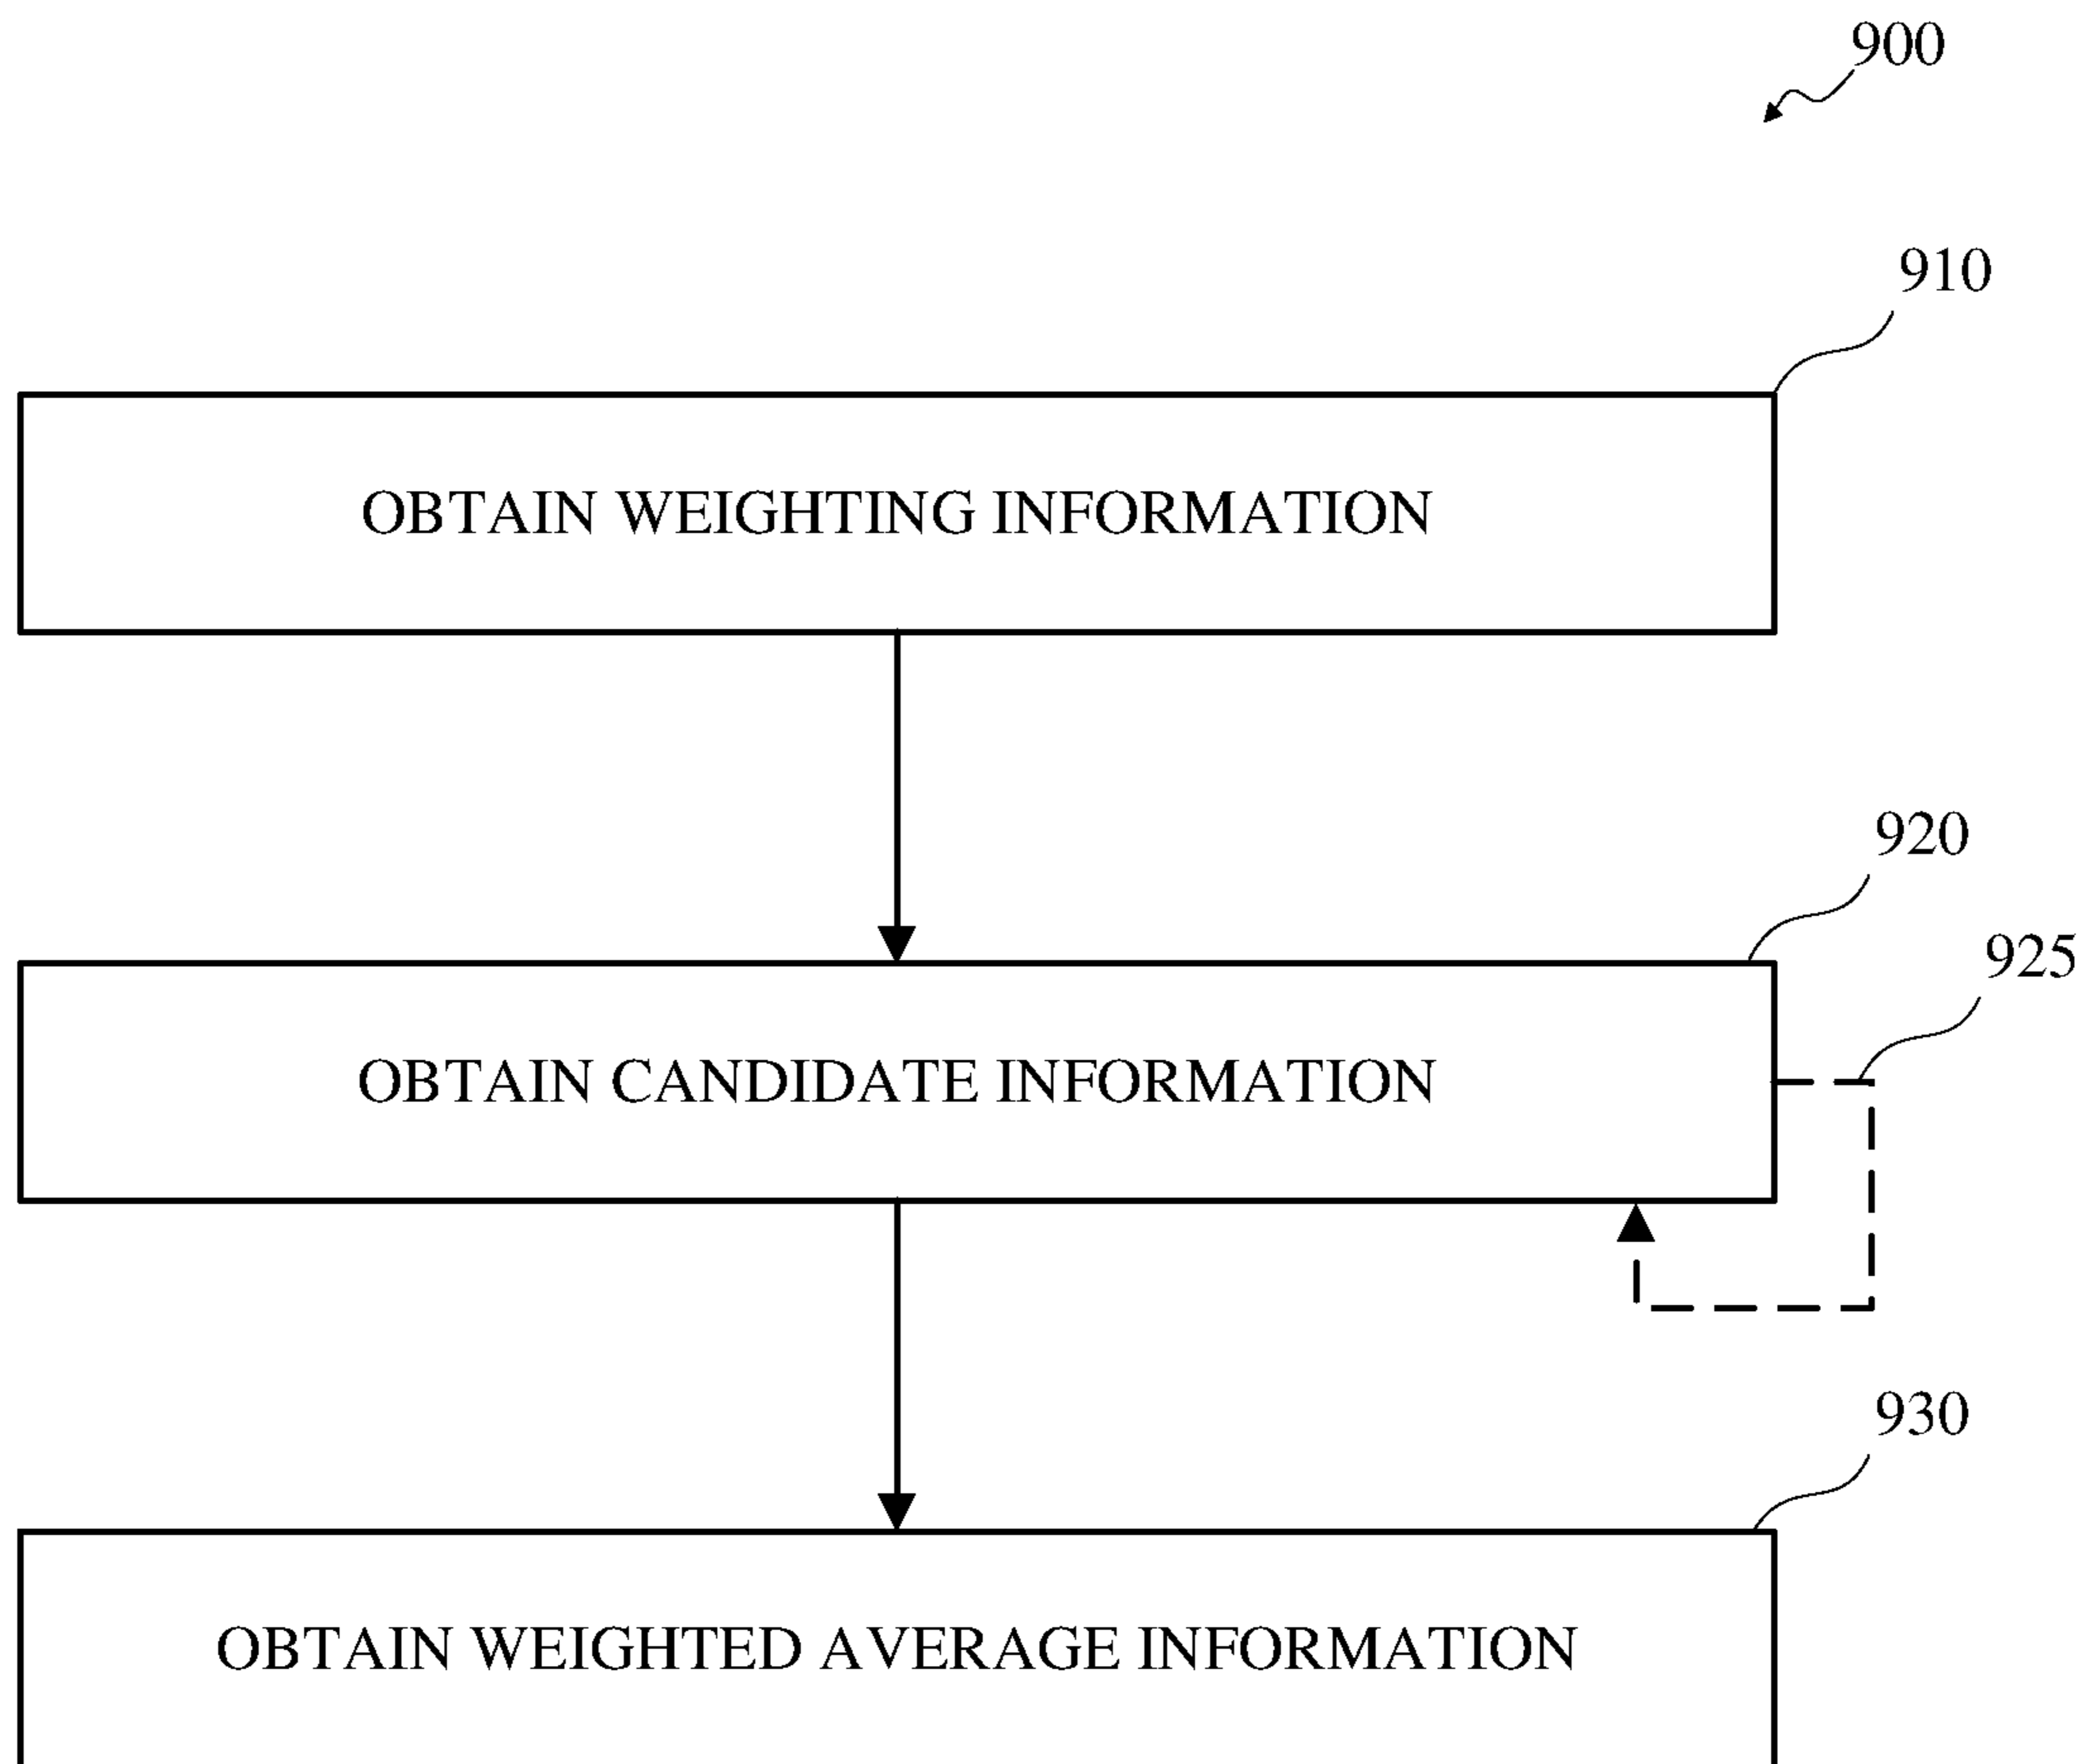 900
910
OBTAIN WEIGHTING INFORMATION
920
925
OBTAIN CANDIDATE INFORMATION
930
OBTAIN WEIGHTED AVERAGE INFORMATION